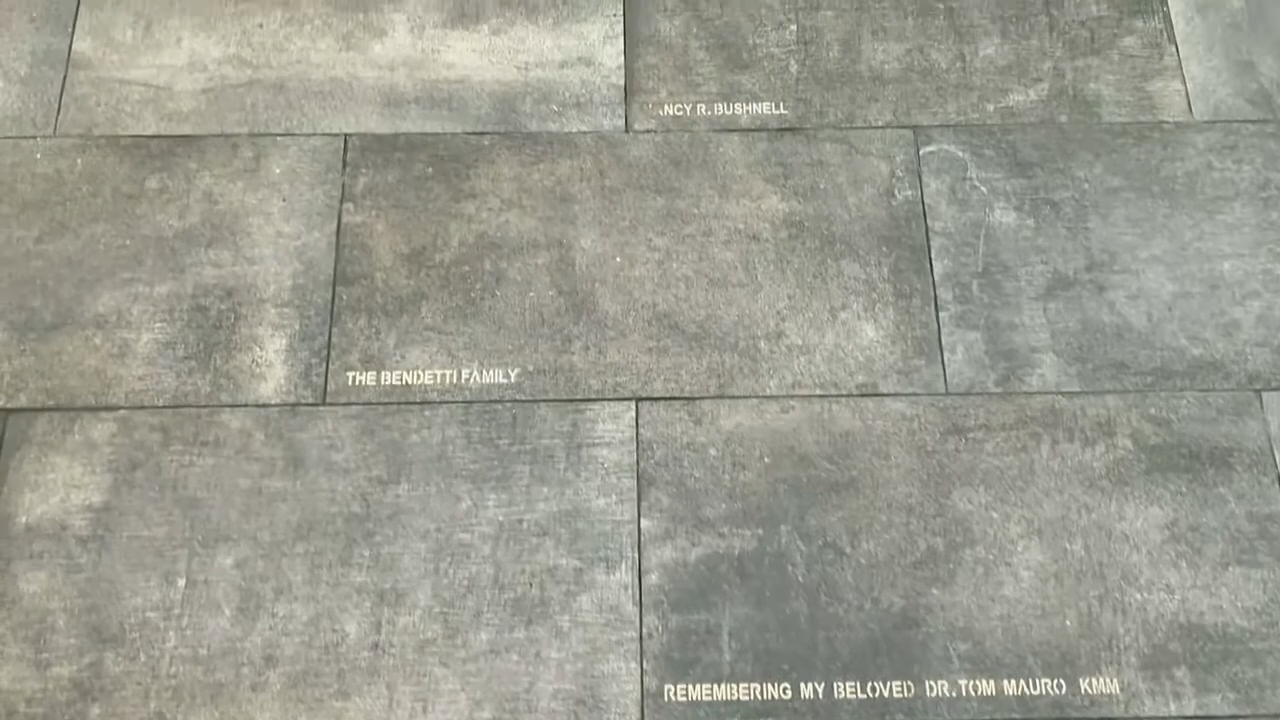 R. BUSHNELL
THE BENDETTI FAMILY
REMEMBERING MY BELOVED DR. TOM MAURO KMM